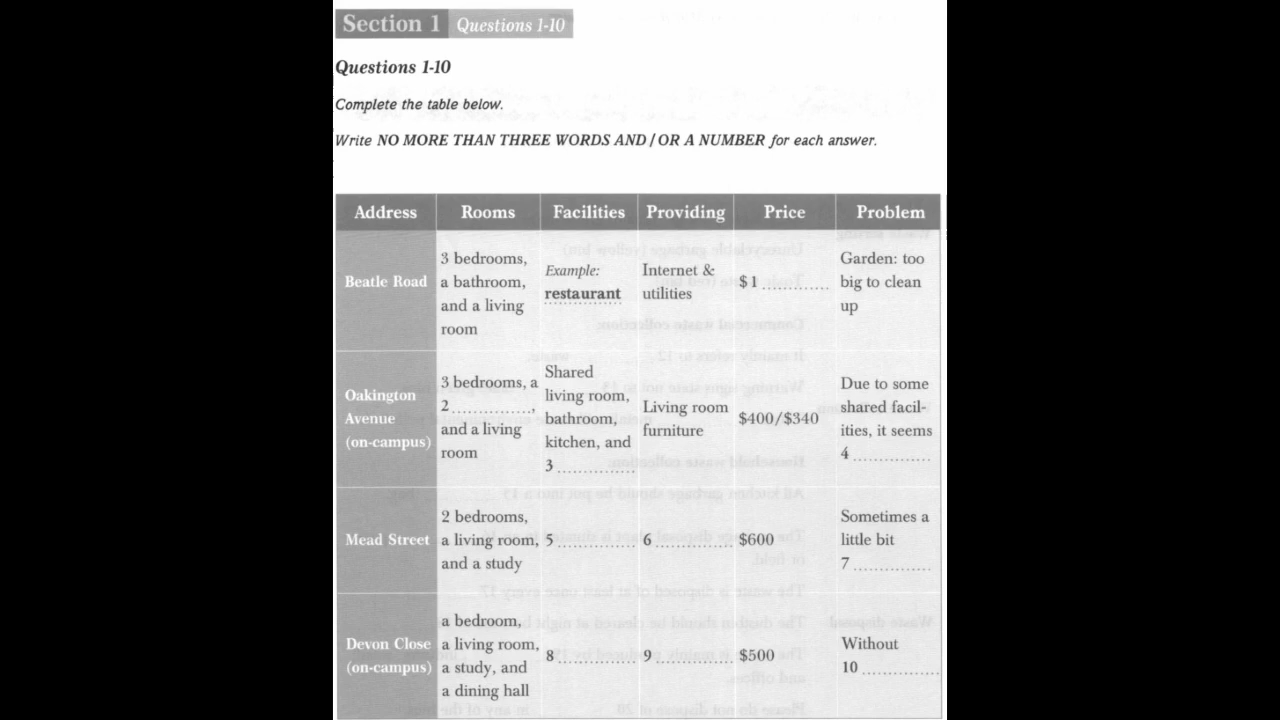 Section 1 Questions 1-10
Questions 1-10
Complete the table below.
Write NO MORE THAN THREE WORDS AND / OR A NUMBER for each answer.
Address Rooms Facilities Providing Price Problem
Beatle Road
3 bedrooms,
a bathroom,
and a living
room
Example:
restaurant
Internet &
utilities
$ 1 ............
Garden: too
big to clean
up
Oakington
Avenue
(on-campus)
3 bedrooms, a
2 ..............,
and a living
room
Shared
living room,
bathroom,
kitchen, and
3 ..............
Living room
furniture
$400/$340
Due to some
shared facil-
ities, it seems
4 ..............
Mead Street
2 bedrooms,
a living room,
and a study
5 ..............
6 ..............
$600
Sometimes a
little bit
7 ..............
Devon Close
(on-campus)
a bedroom,
a living room,
a study, and
a dining hall
8 ..............
9 ..............
$500
Without
10 ..............